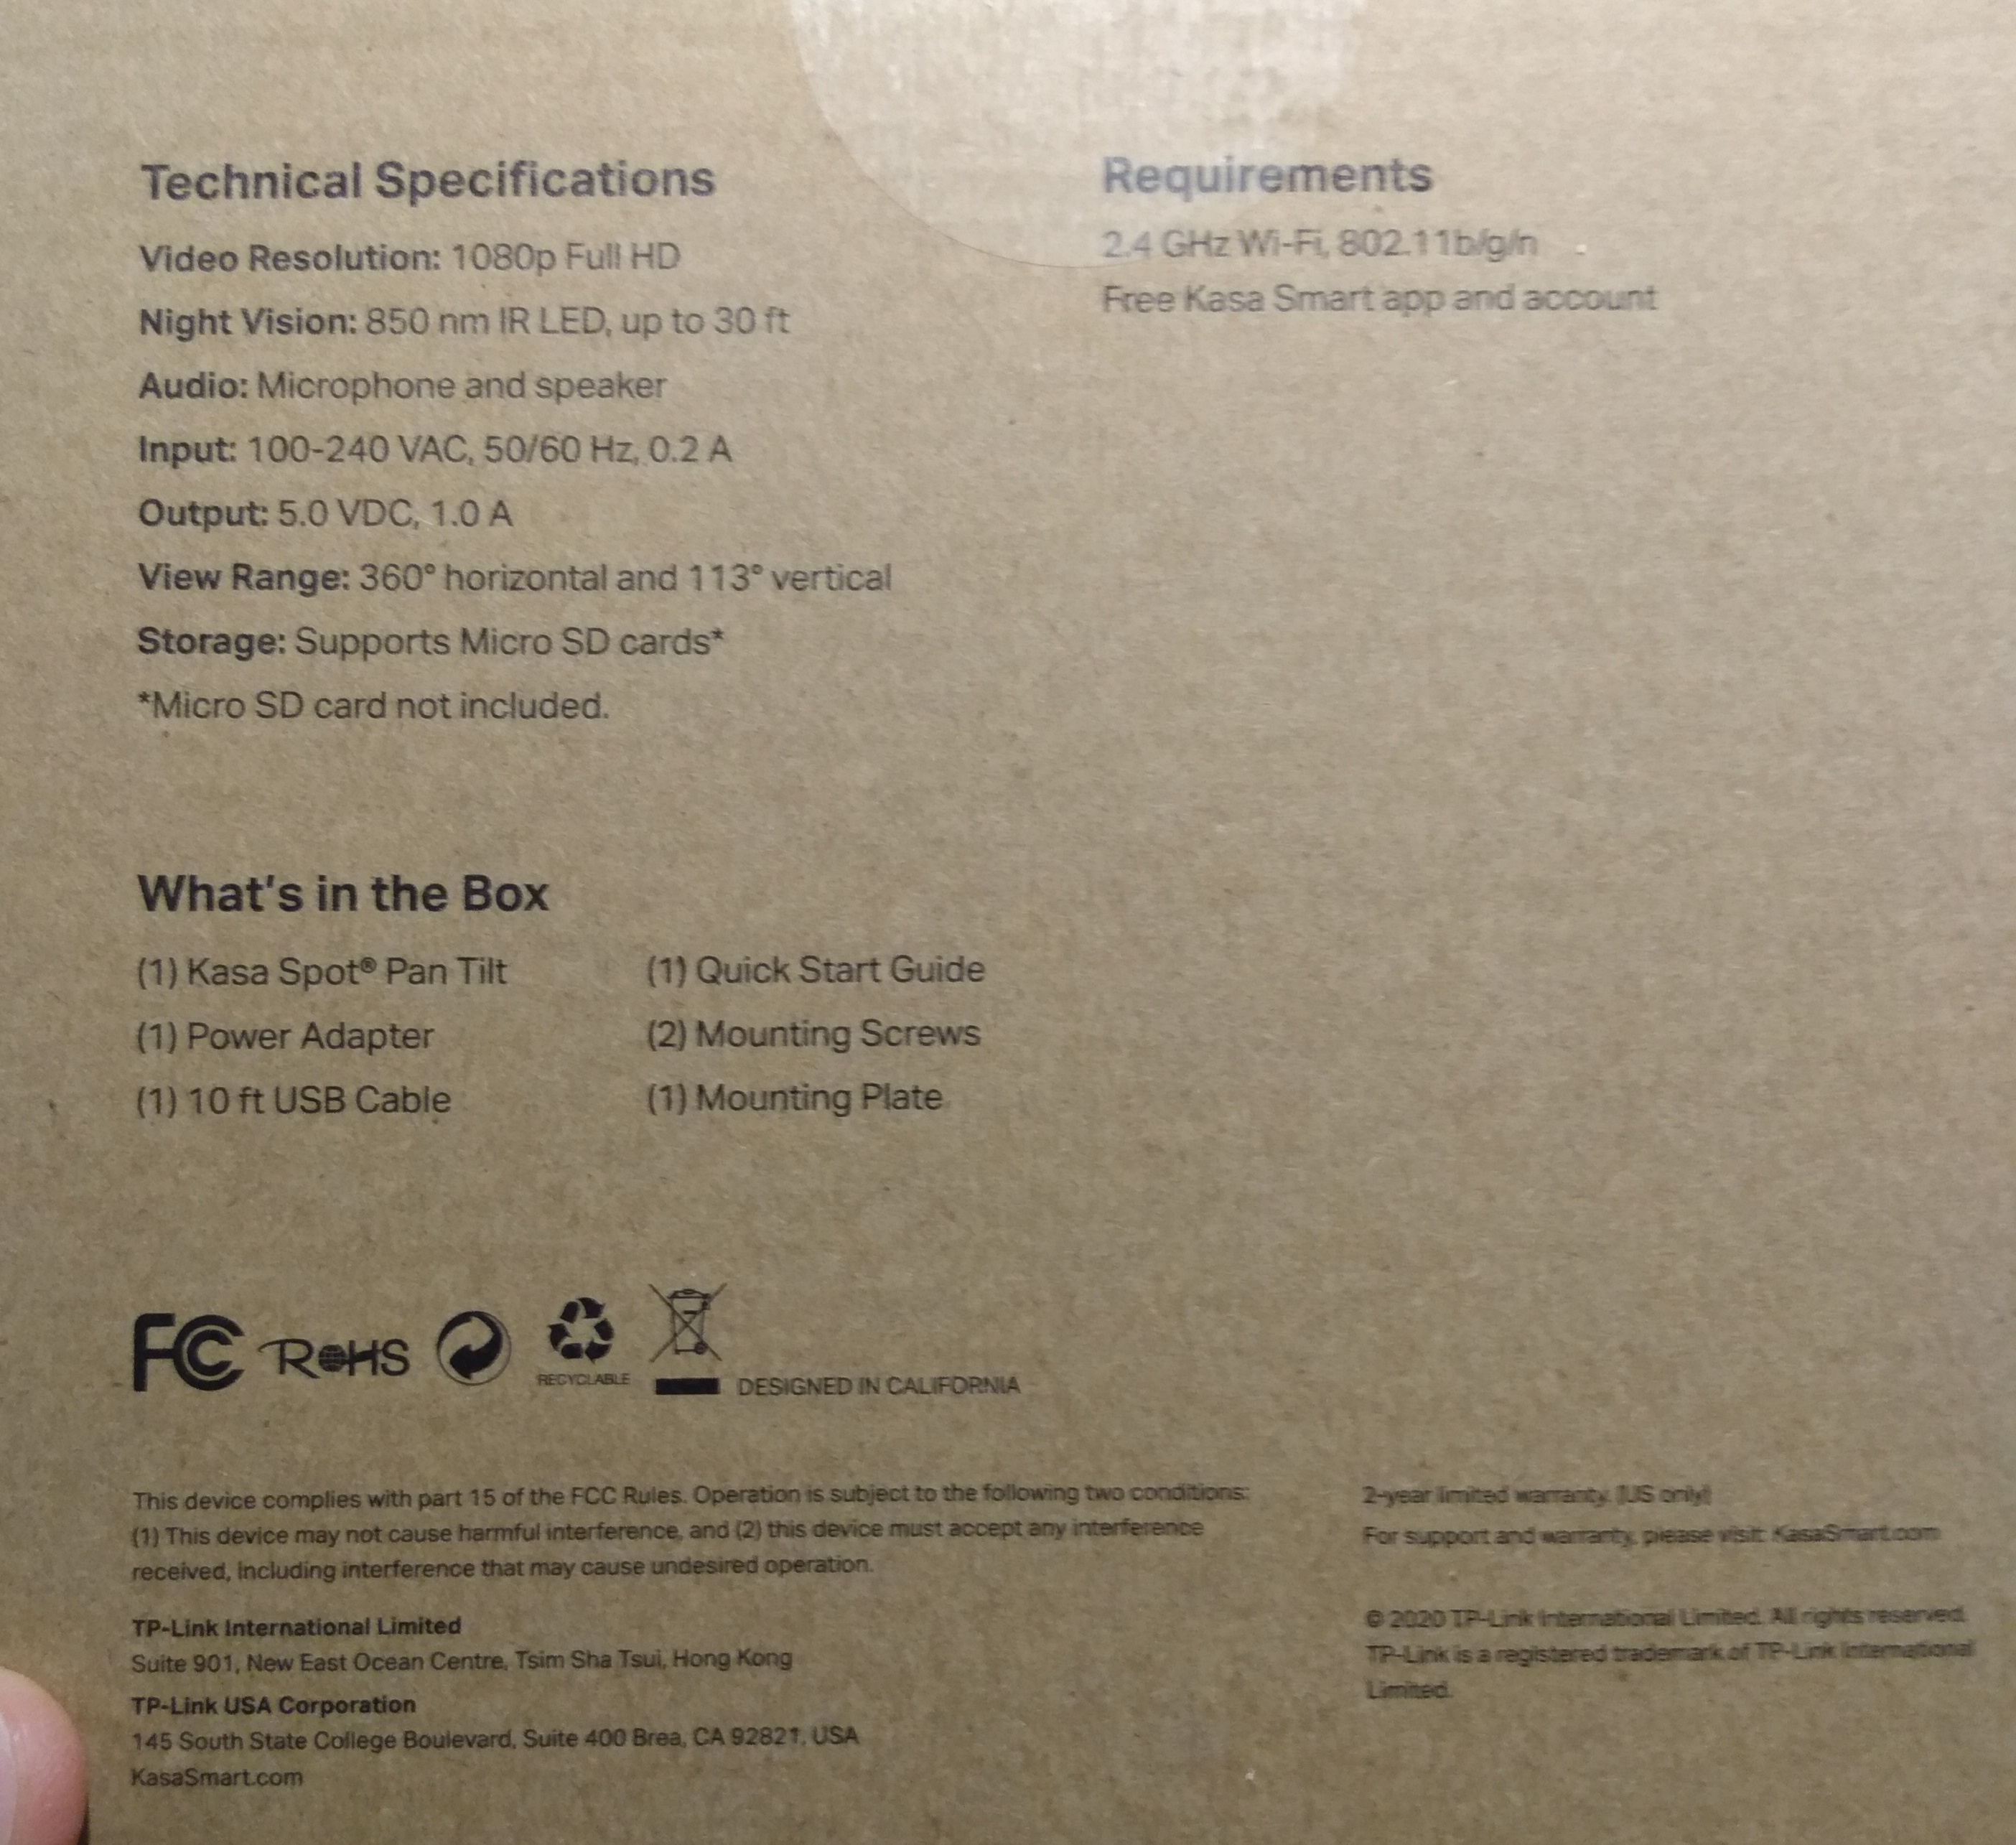 Technical Specifications
Video Resolution: 1080p Full HD
Night Vision: 850 nm IR LED, up to 30 ft
Audio: Microphone and speaker
Input: 100-240 VAC, 50/60 Hz, 0.2 A
Output: 5.0 VDC, 1.0 A
View Range: 360° horizontal and 113° vertical
Storage: Supports Micro SD cards*
*Micro SD card not included.
Requirements
2.4 GHz Wi-Fi, 802.11b/g/n
Free Kasa Smart app and account
What's in the Box
(1) Kasa Spot® Pan Tilt
(1) Power Adapter
(1) 10 ft USB Cable
(1) Quick Start Guide
(2) Mounting Screws
(1) Mounting Plate
FC RoHS
RECYCLABLE
DESIGNED IN CALIFORNIA
This device complies with part 15 of the FCC Rules. Operation is subject to the following two conditions:
(1) This device may not cause harmful interference, and (2) this device must accept any interference
received, including interference that may cause undesired operation.
TP-Link International Limited
Suite 901, New East Ocean Centre, Tsim Sha Tsui, Hong Kong
TP-Link USA Corporation
145 South State College Boulevard, Suite 400 Brea, CA 92821, USA
KasaSmart.com
2-year limited warranty. (US only)
For support and warranty, please visit: KasaSmart.com
© 2020 TP-Link International Limited. All rights reserved.
TP-Link is a registered trademark of TP-Link International
Limited.